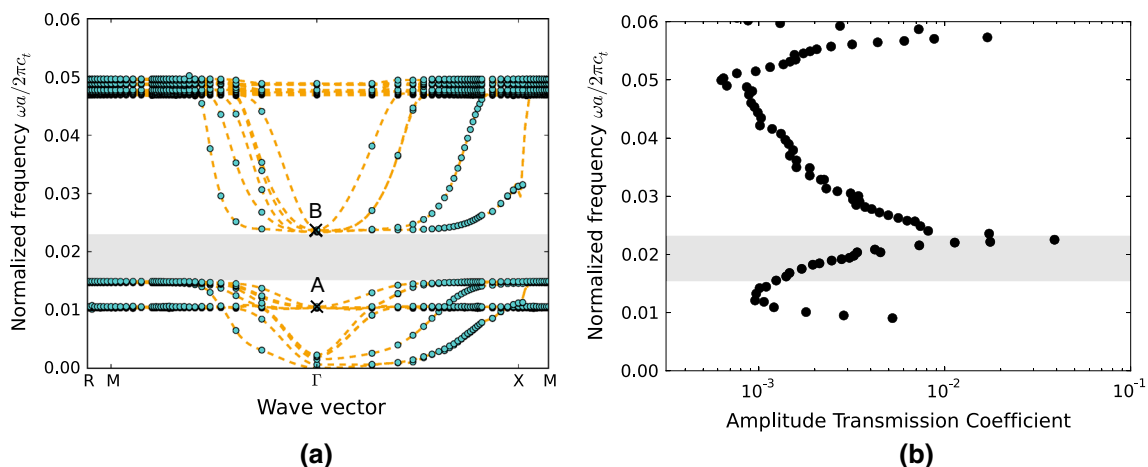 0.06
0.05
0.04
0.03
0.02
0.01
0.00
Normalized frequency ωa/2πc_t
B
A
R M Γ X M
Wave vector
(a)
0.06
0.05
0.04
0.03
0.02
0.01
0.00
Normalized frequency ωa/2πc_t
10⁻³ 10⁻² 10⁻¹
Amplitude Transmission Coefficient
(b)